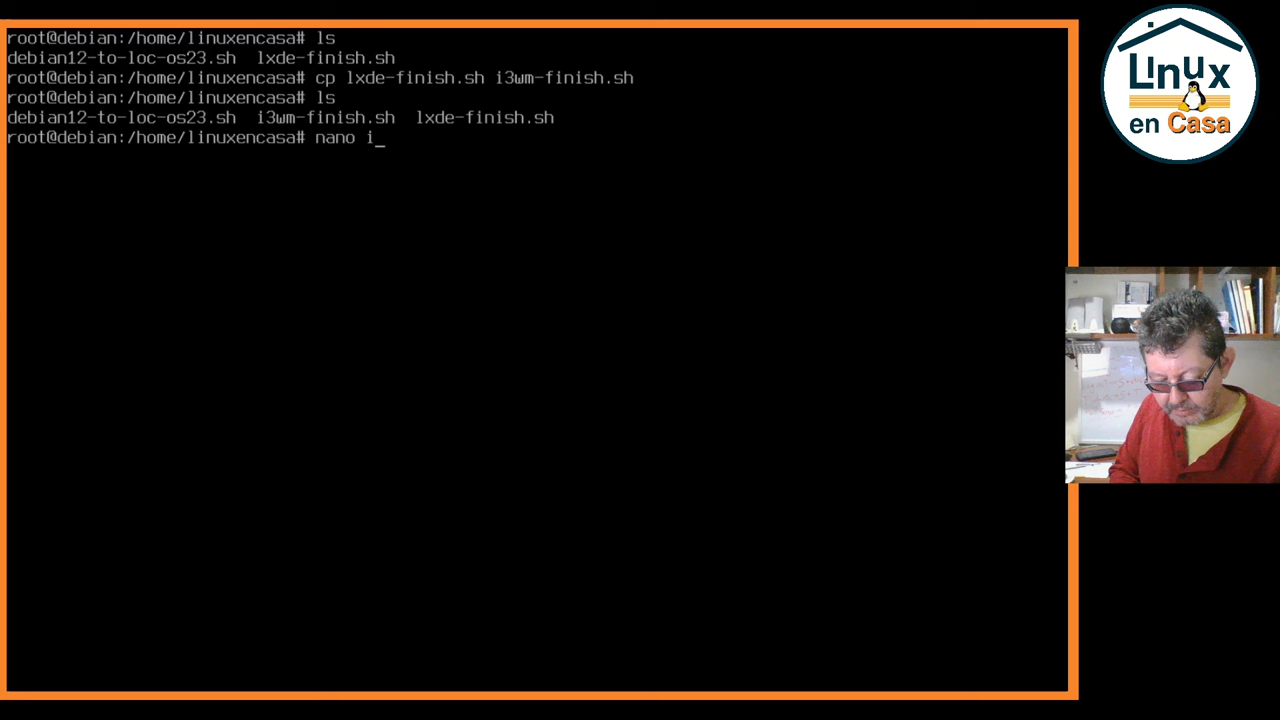 root@debian:/home/linuxencasa# ls
debian12-to-loc-os23.sh  lxde-finish.sh
root@debian:/home/linuxencasa# cp lxde-finish.sh i3wm-finish.sh
root@debian:/home/linuxencasa# ls
debian12-to-loc-os23.sh  i3wm-finish.sh  lxde-finish.sh
root@debian:/home/linuxencasa# nano i_
Linux
en Casa